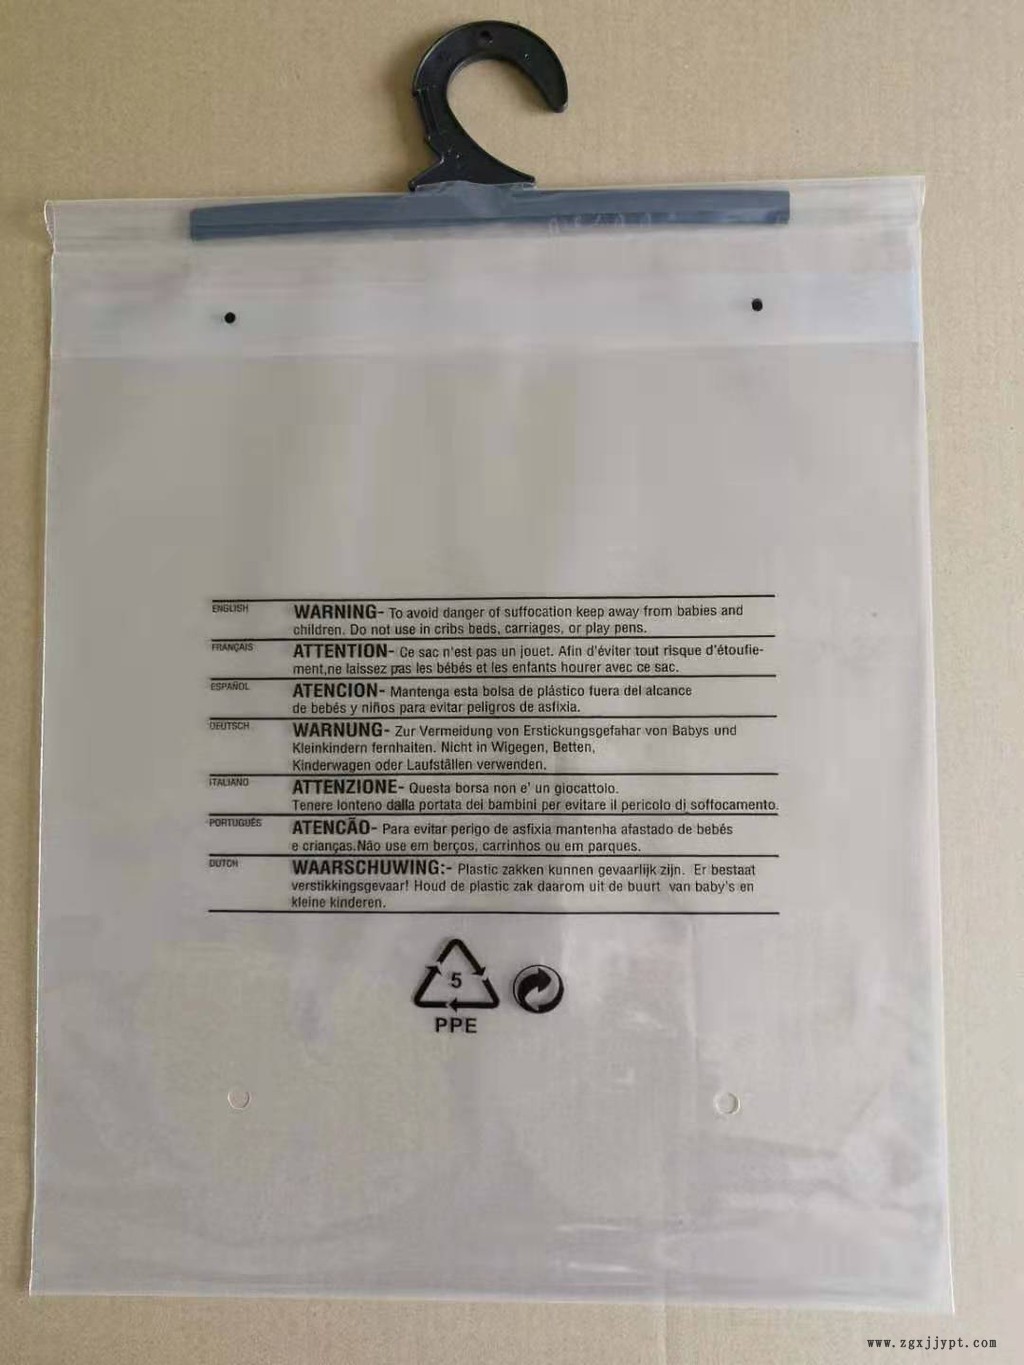 ENGLISH
WARNING- To avoid danger of suffocation keep away from babies and
children. Do not use in cribs beds, carriages, or play pens.
FRANÇAIS
ATTENTION- Ce sac n'est pas un jouet. Afin d'éviter tout risque d'étoufie-
ment,ne laissez pas les bébés et les enfants hourer avec ce sac.
ESPAÑOL
ATENCION- Mantenga esta bolsa de plástico fuera del alcance
de bebés y niños para evitar peligros de asfixia.
DEUTSCH
WARNUNG- Zur Vermeidung von Erstickungsgefahar von Babys und
Kleinkindern fernhaiten. Nicht in Wigegen, Betten,
Kinderwagen oder Laufställen verwenden.
ITALIANO
ATTENZIONE- Questa borsa non e' un giocattolo.
Tenere lonteno dalla portata dei bambini per evitare il pericolo di soffocamento.
PORTUGUÊS
ATENCÃO- Para evitar perigo de asfixia mantenha afastado de bebés
e crianças.Não use em berços, carrinhos ou em parques.
DUTCH
WAARSCHUWING:- Plastic zakken kunnen gevaarlijk zijn. Er bestaat
verstikkingsgevaar! Houd de plastic zak daarom uit de buurt van baby's en
kleine kinderen.
5
PPE
www.zgxjjypt.com